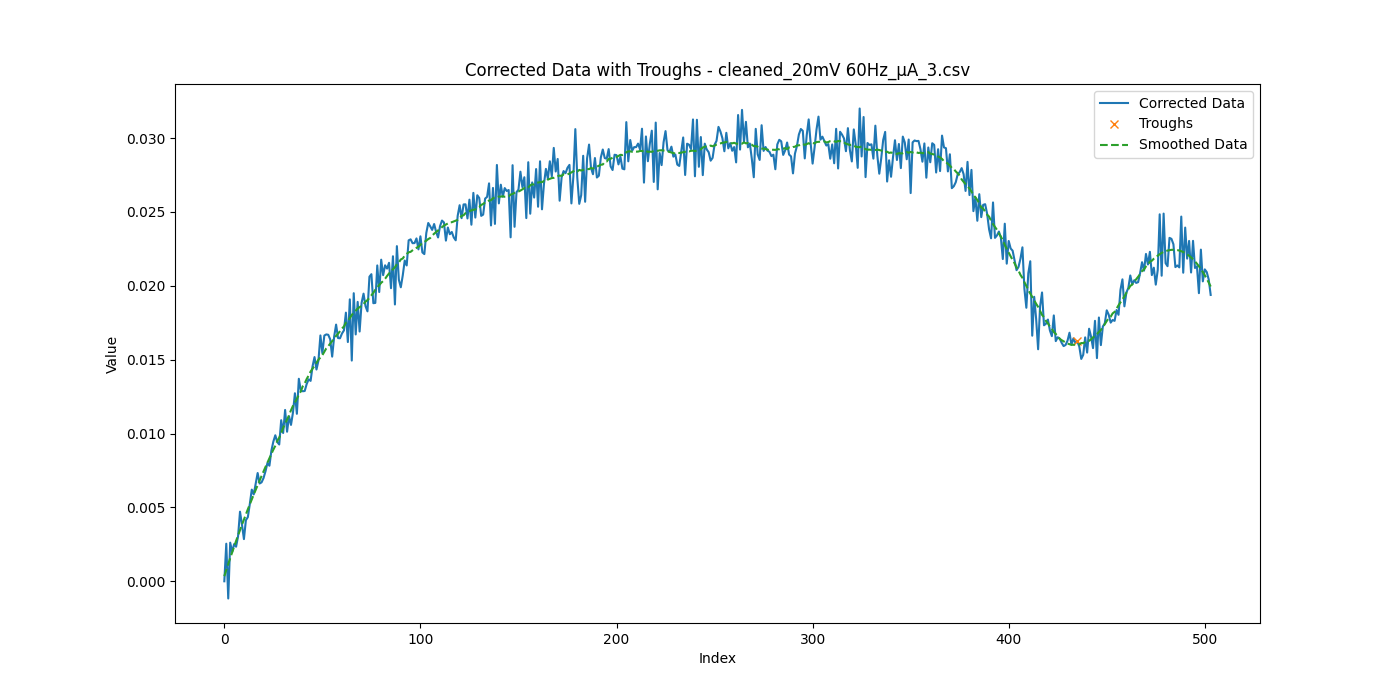 Corrected Data with Troughs - cleaned_20mV 60Hz_µA_3.csv
Corrected Data
Troughs
Smoothed Data
Value
0.030
0.025
0.020
0.015
0.010
0.005
0.000
0 100 200 300 400 500
Index